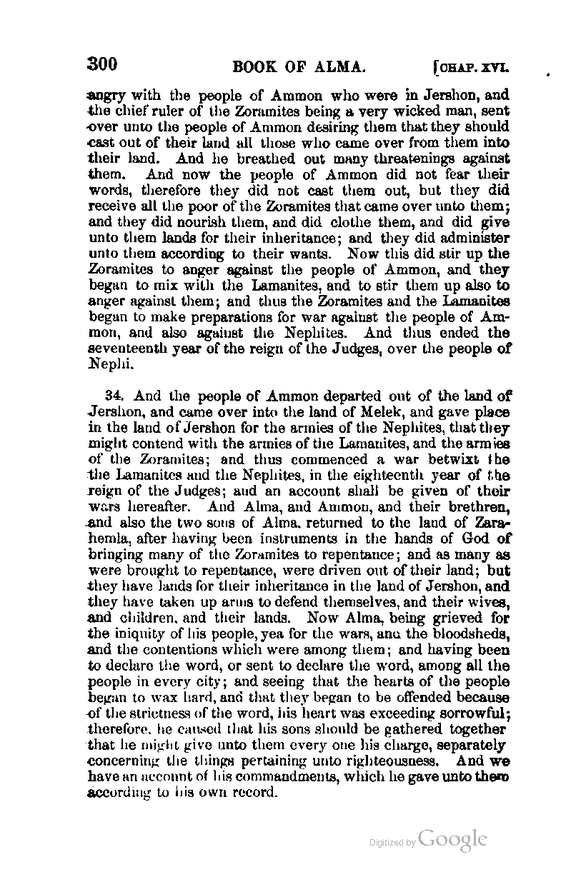 300 BOOK OF ALMA. [CHAP. XVI.
angry with the people of Ammon who were in Jershon, and
the chief ruler of the Zoramites being a very wicked man, sent
over unto the people of Ammon desiring them that they should
cast out of their land all those who came over from them into
their land. And he breathed out many threatenings against
them. And now the people of Ammon did not fear their
words, therefore they did not cast them out, but they did
receive all the poor of the Zoramites that came over unto them;
and they did nourish them, and did clothe them, and did give
unto them lands for their inheritance; and they did administer
unto them according to their wants. Now this did stir up the
Zoramites to anger against the people of Ammon, and they
began to mix with the Lamanites, and to stir them up also to
anger against them; and thus the Zoramites and the Lamanites
began to make preparations for war against the people of Am-
mon, and also against the Nephites. And thus ended the
seventeenth year of the reign of the Judges, over the people of
Nephi.
34. And the people of Ammon departed out of the land of
Jershon, and came over into the land of Melek, and gave place
in the land of Jershon for the armies of the Nephites, that they
might contend with the armies of the Lamanites, and the armies
of the Zoramites; and thus commenced a war betwixt the
the Lamanites and the Nephites, in the eighteenth year of the
reign of the Judges; and an account shall be given of their
wars hereafter. And Alma, and Ammon, and their brethren,
and also the two sons of Alma, returned to the land of Zara-
hemla, after having been instruments in the hands of God of
bringing many of the Zoramites to repentance; and as many as
were brought to repentance, were driven out of their land; but
they have lands for their inheritance in the land of Jershon, and
they have taken up arms to defend themselves, and their wives,
and children, and their lands. Now Alma, being grieved for
the iniquity of his people, yea for the wars, and the bloodsheds,
and the contentions which were among them; and having been
to declare the word, or sent to declare the word, among all the
people in every city; and seeing that the hearts of the people
began to wax hard, and that they began to be offended because
of the strictness of the word, his heart was exceeding sorrowful;
therefore, he caused that his sons should be gathered together
that he might give unto them every one his charge, separately
concerning the things pertaining unto righteousness. And we
have an account of his commandments, which he gave unto them
according to his own record.
Digitized by Google